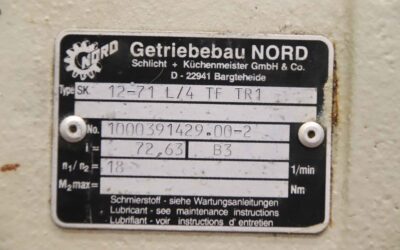 NORD
Getriebebau NORD
Schlicht + Küchenmeister GmbH & Co.
D - 22941 Bargteheide
Type SK 12-71 L/4 TF TR1
No. 1000391429.00-2
i = 72,63 B3
n₁/n₂ = 18 1/min
M₂max = Nm
Schmierstoff - siehe Wartungsanleitungen
Lubricant - see maintenance instructions
Lubrifiant - voir instructions d´entretien